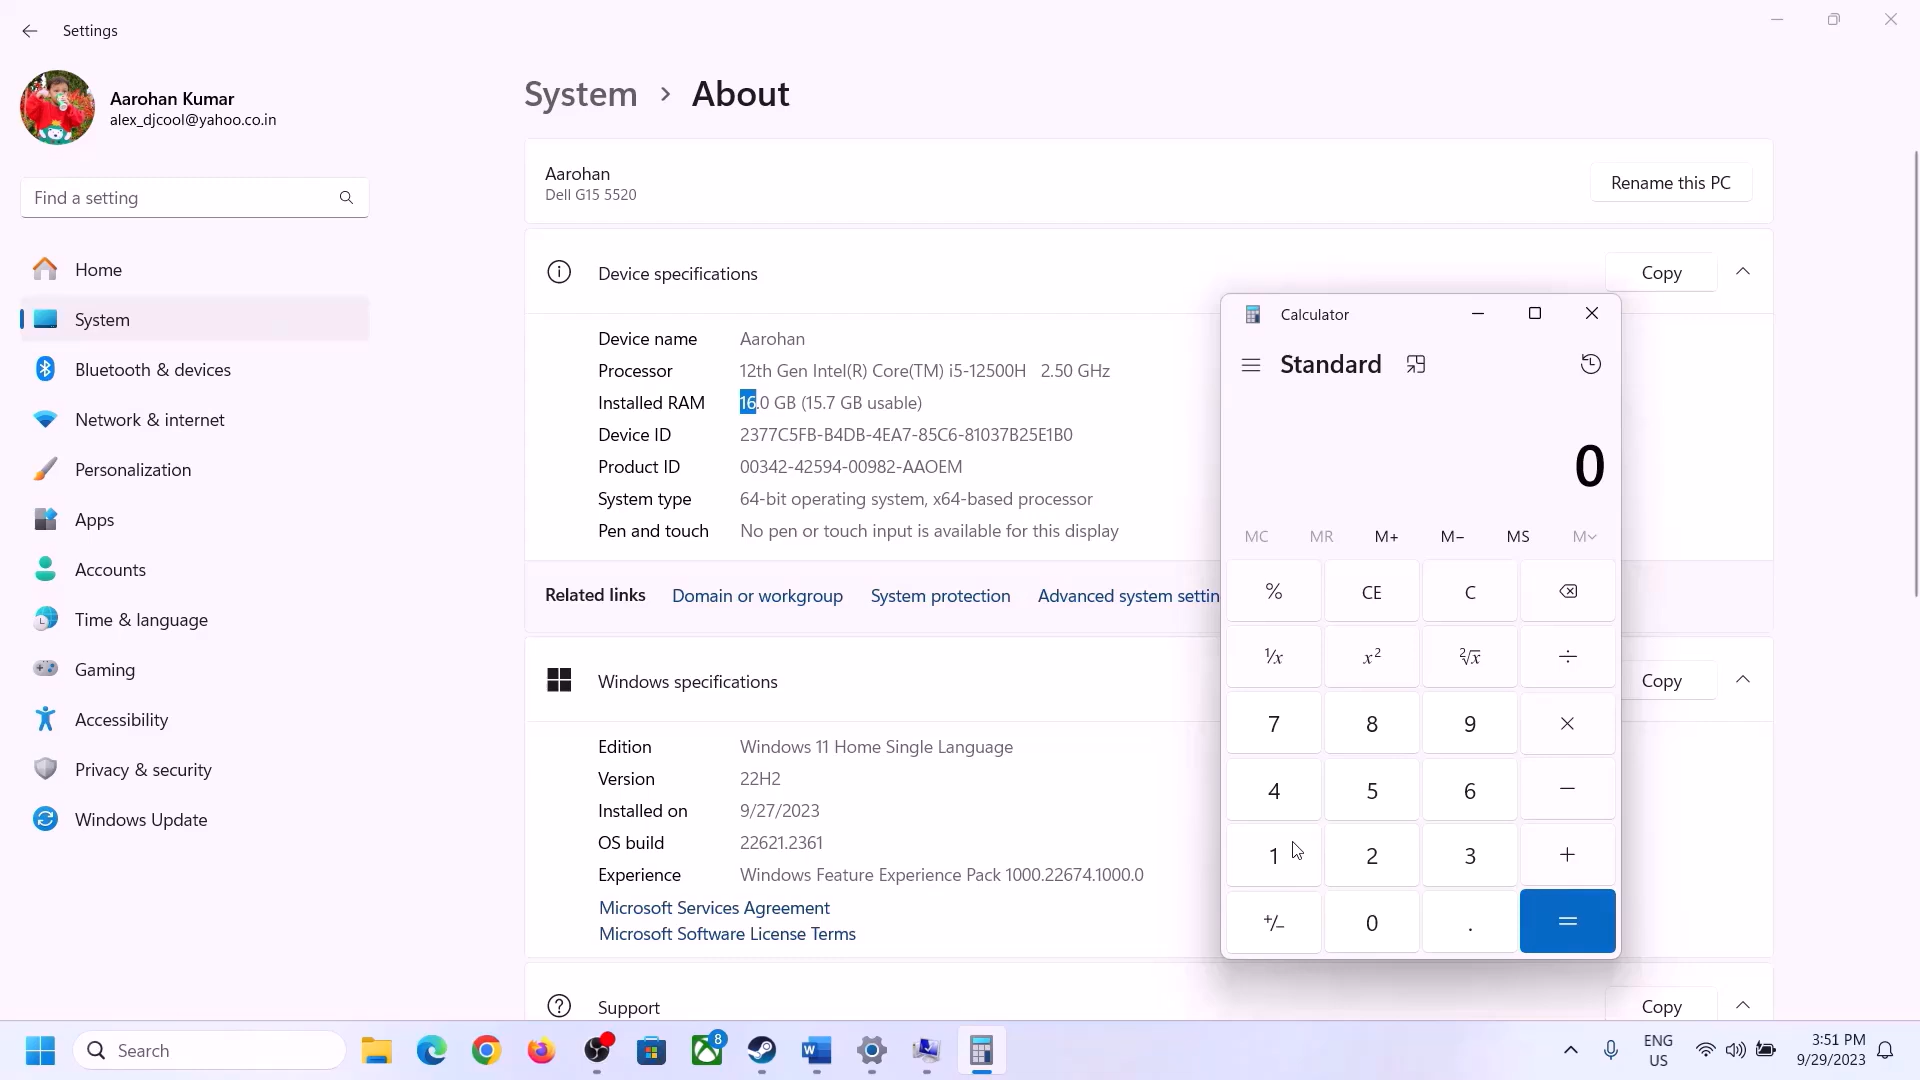 Settings
Aarohan Kumar
alex_djcool@yahoo.co.in
Find a setting
Home
System
Bluetooth & devices
Network & internet
Personalization
Apps
Accounts
Time & language
Gaming
Accessibility
Privacy & security
Windows Update
System > About
Aarohan
Dell G15 5520
Rename this PC
Device specifications
Copy
Device name Aarohan
Processor 12th Gen Intel(R) Core(TM) i5-12500H 2.50 GHz
Installed RAM 16.0 GB (15.7 GB usable)
Device ID 2377C5FB-B4DB-4EA7-85C6-81037B25E1B0
Product ID 00342-42594-00982-AAOEM
System type 64-bit operating system, x64-based processor
Pen and touch No pen or touch input is available for this display
Related links Domain or workgroup System protection Advanced system settin
Windows specifications
Copy
Edition Windows 11 Home Single Language
Version 22H2
Installed on 9/27/2023
OS build 22621.2361
Experience Windows Feature Experience Pack 1000.22674.1000.0
Microsoft Services Agreement
Microsoft Software License Terms
Support
Copy
Calculator
Standard
0
MC MR M+ M− MS M
% CE C
¹/x x² ²√x ÷
7 8 9 ×
4 5 6 −
1 2 3 +
+/− 0 . =
Search
8
ENG
US
3:51 PM
9/29/2023